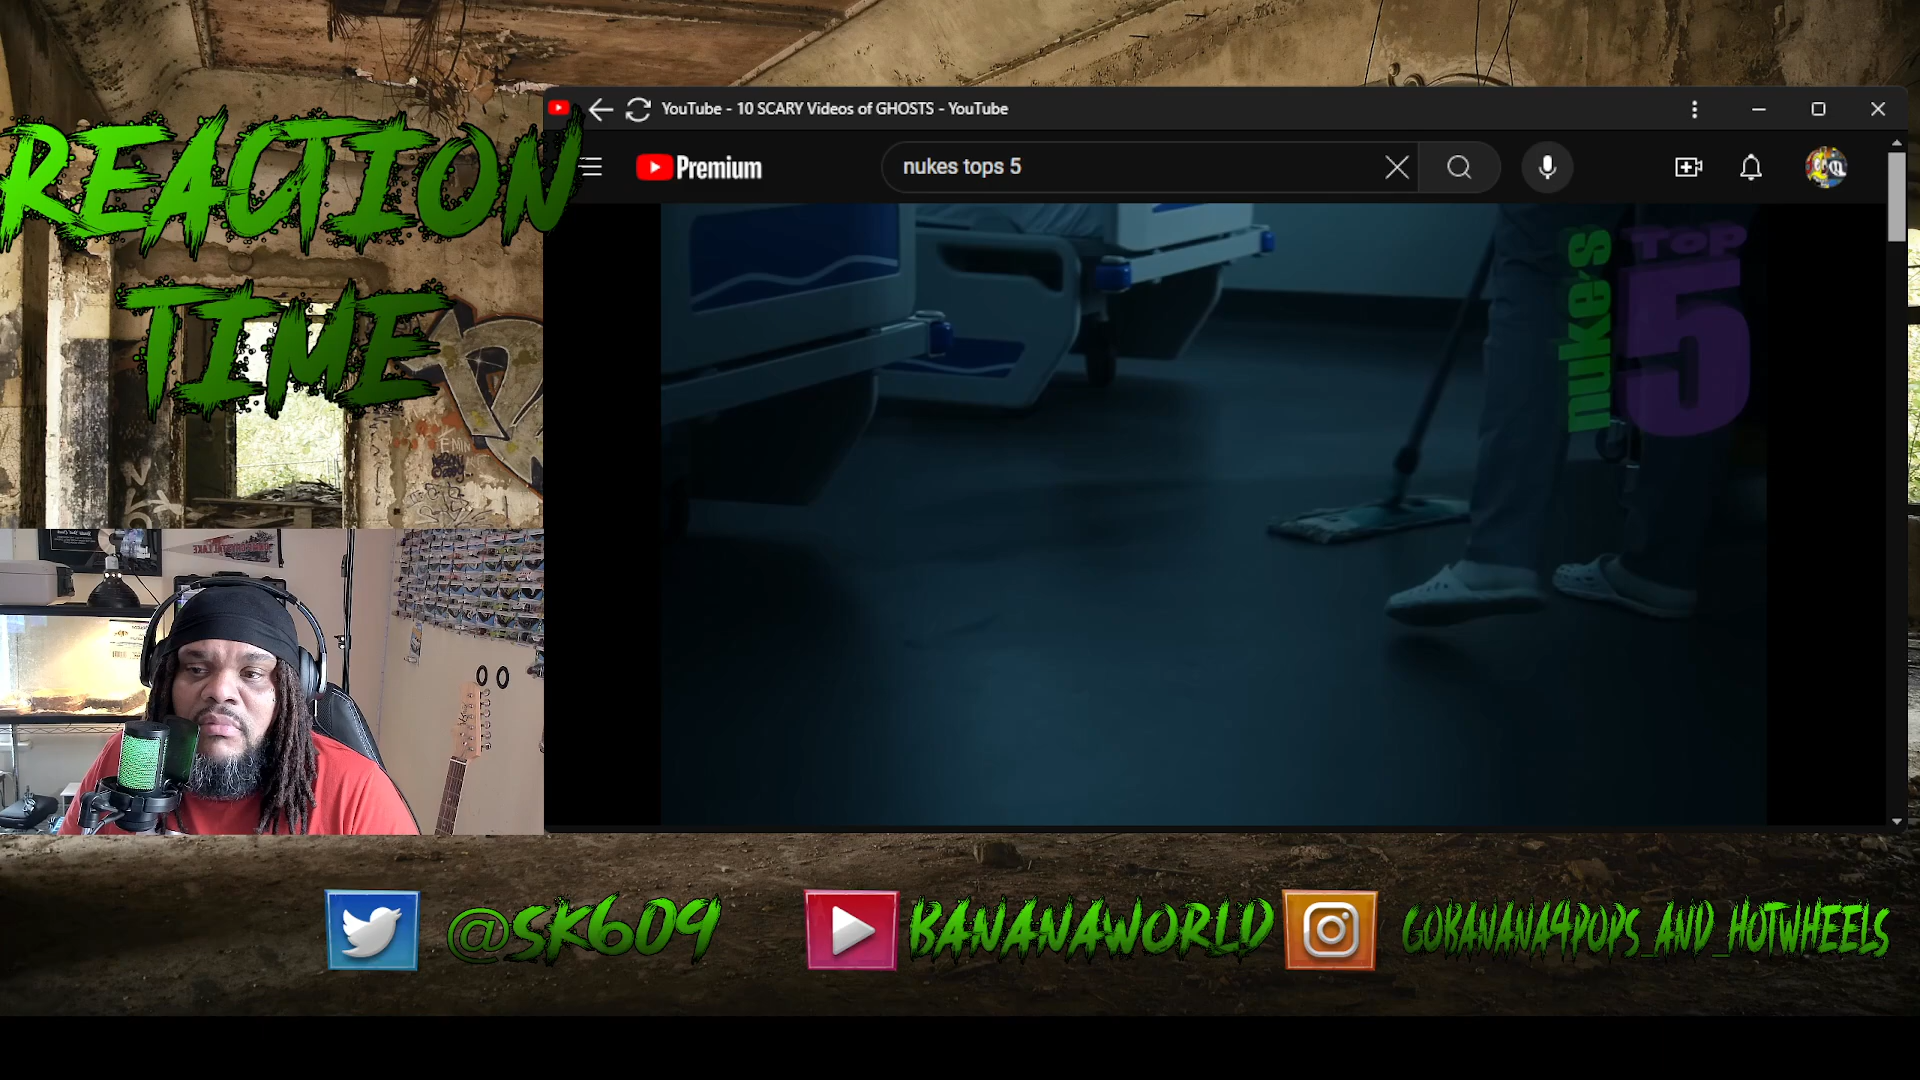 REACTION
TIME
YouTube - 10 SCARY Videos of GHOSTS - YouTube
Premium
nukes tops 5
nuke's
TOP
5
@SK609
BANANAWORLD
GOBANANA4POPS_AND_HOTWHEELS